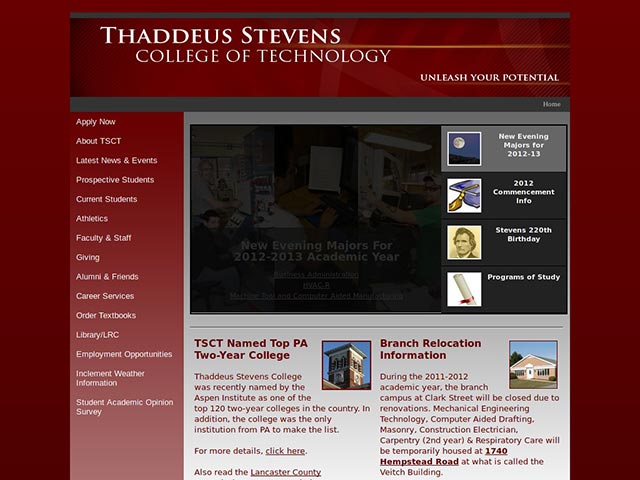 THADDEUS STEVENS
COLLEGE OF TECHNOLOGY
UNLEASH YOUR POTENTIAL
Home
Apply Now
About TSCT
Latest News & Events
Prospective Students
Current Students
Athletics
Faculty & Staff
Giving
Alumni & Friends
Career Services
Order Textbooks
Library/LRC
Employment Opportunities
Inclement Weather
Information
Student Academic Opinion
Survey
New Evening Majors For
2012-2013 Academic Year
Business Administration
HVAC-R
Machine Tool and Computer Aided Manufacturing
New Evening
Majors for
2012-13
2012
Commencement
Info
Stevens 220th
Birthday
Programs of Study
TSCT Named Top PA
Two-Year College
Thaddeus Stevens College
was recently named by the
Aspen Institute as one of the
top 120 two-year colleges in the country. In
addition, the college was the only
institution from PA to make the list.
For more details, click here.
Also read the Lancaster County
Branch Relocation
Information
During the 2011-2012
academic year, the branch
campus at Clark Street will be closed due to
renovations. Mechanical Engineering
Technology, Computer Aided Drafting,
Masonry, Construction Electrician,
Carpentry (2nd year) & Respiratory Care will
be temporarily housed at 1740
Hempstead Road at what is called the
Veitch Building.